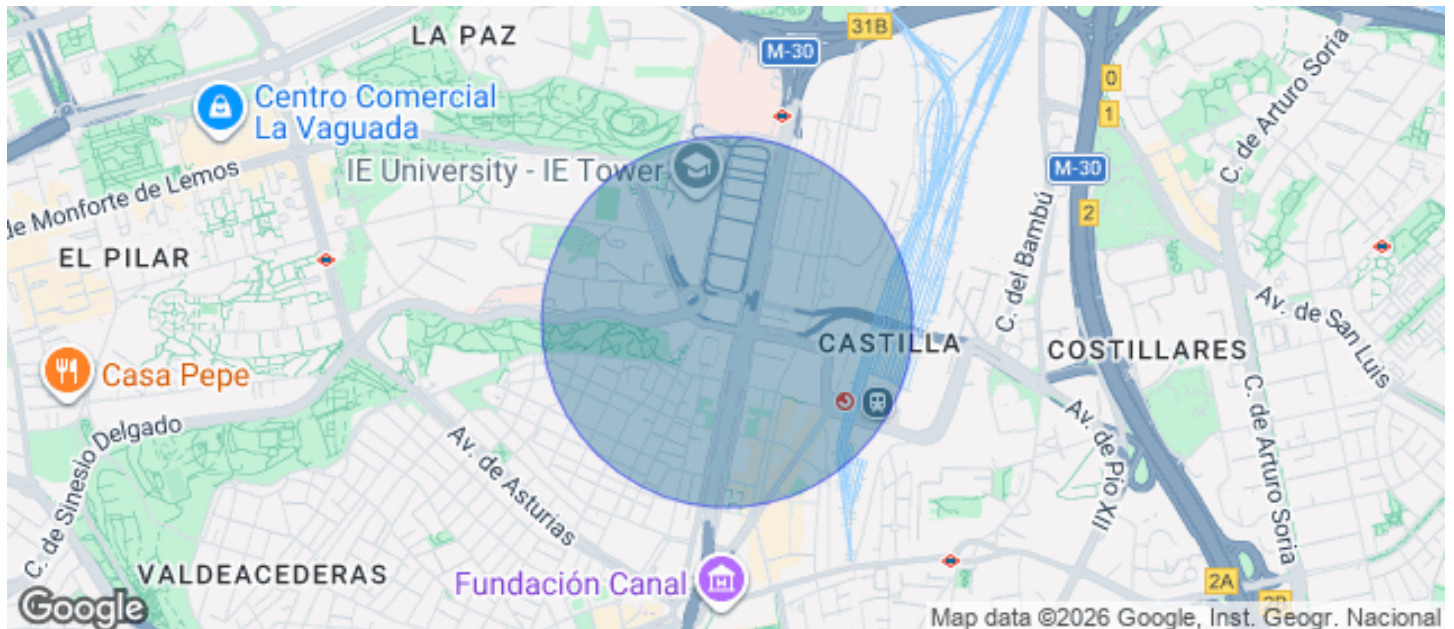 LA PAZ
31B
M-30
Centro Comercial
La Vaguada
0
1
C. de Arturo Soria
IE University - IE Tower
M-30
de Monforte de Lemos
2
EL PILAR
C. del Bambú
Av. de San Luis
CASTILLA
COSTILLARES
Casa Pepe
C. de Sinesio Delgado
Av. de Asturias
Av. de Pío XII
C. de Arturo Soria
VALDEACEDERAS
Fundación Canal
2A
2B
Google
Map data ©2026 Google, Inst. Geogr. Nacional